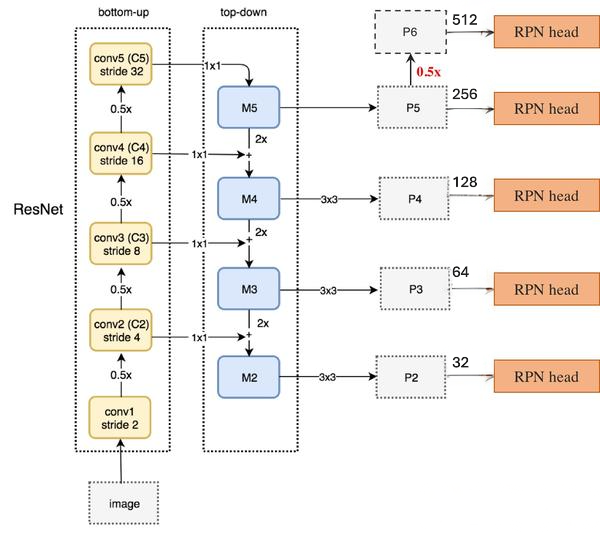 bottom-up
top-down
ResNet
conv5 (C5)
stride 32
0.5x
conv4 (C4)
stride 16
0.5x
conv3 (C3)
stride 8
0.5x
conv2 (C2)
stride 4
0.5x
conv1
stride 2
image
1x1
M5
2x
1x1
+
M4
3x3
2x
1x1
+
M3
3x3
2x
1x1
+
M2
3x3
P6
512
RPN head
0.5x
P5
256
RPN head
P4
128
RPN head
P3
64
RPN head
P2
32
RPN head